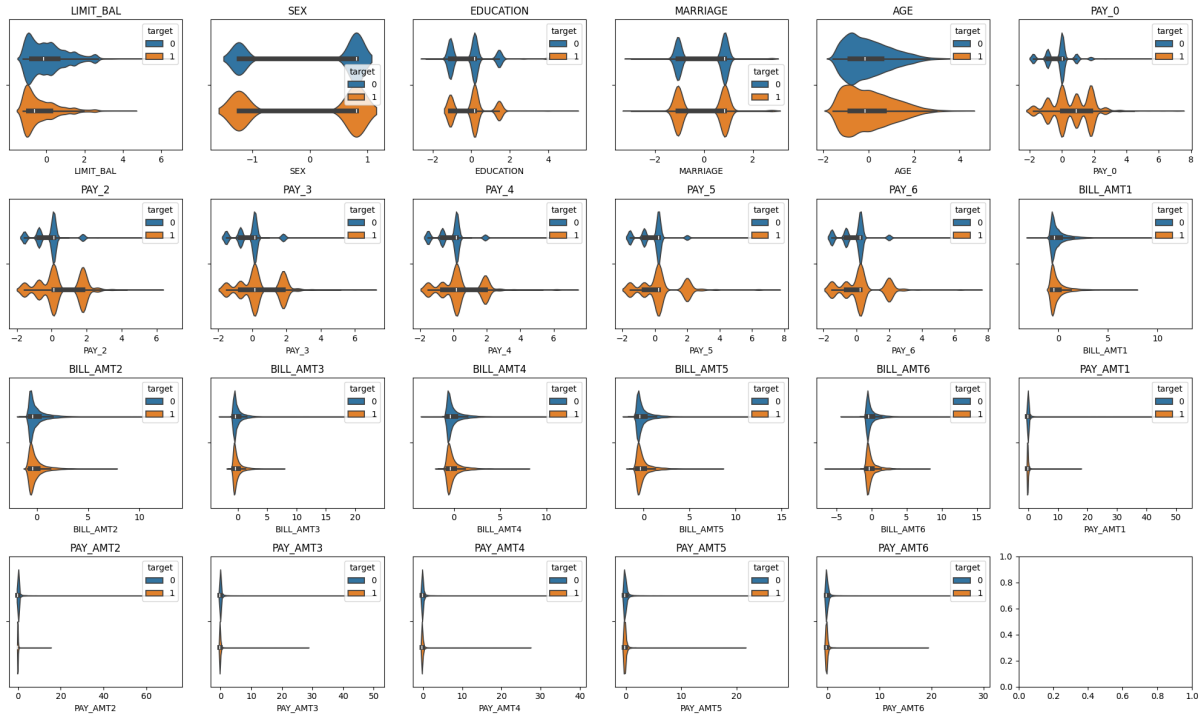 LIMIT_BAL
target
0
1
0 2 4 6
LIMIT_BAL
SEX
target
0
1
−1 0 1
SEX
EDUCATION
target
0
1
−2 0 2 4
EDUCATION
MARRIAGE
target
0
1
−2 0 2
MARRIAGE
AGE
target
0
1
−2 0 2 4
AGE
PAY_0
target
0
1
−2 0 2 4 6 8
PAY_0
PAY_2
target
0
1
−2 0 2 4 6
PAY_2
PAY_3
target
0
1
−2 0 2 4 6
PAY_3
PAY_4
target
0
1
−2 0 2 4 6
PAY_4
PAY_5
target
0
1
−2 0 2 4 6 8
PAY_5
PAY_6
target
0
1
−2 0 2 4 6 8
PAY_6
BILL_AMT1
target
0
1
0 5 10
BILL_AMT1
BILL_AMT2
target
0
1
0 5 10
BILL_AMT2
BILL_AMT3
target
0
1
0 5 10 15 20
BILL_AMT3
BILL_AMT4
target
0
1
0 5 10
BILL_AMT4
BILL_AMT5
target
0
1
0 5 10 15
BILL_AMT5
BILL_AMT6
target
0
1
−5 0 5 10 15
BILL_AMT6
PAY_AMT1
target
0
1
0 10 20 30 40 50
PAY_AMT1
PAY_AMT2
target
0
1
0 20 40 60
PAY_AMT2
PAY_AMT3
target
0
1
0 10 20 30 40 50
PAY_AMT3
PAY_AMT4
target
0
1
0 10 20 30 40
PAY_AMT4
PAY_AMT5
target
0
1
0 10 20
PAY_AMT5
PAY_AMT6
target
0
1
0 10 20 30
PAY_AMT6
1.0
0.8
0.6
0.4
0.2
0.0
0.0 0.2 0.4 0.6 0.8 1.0